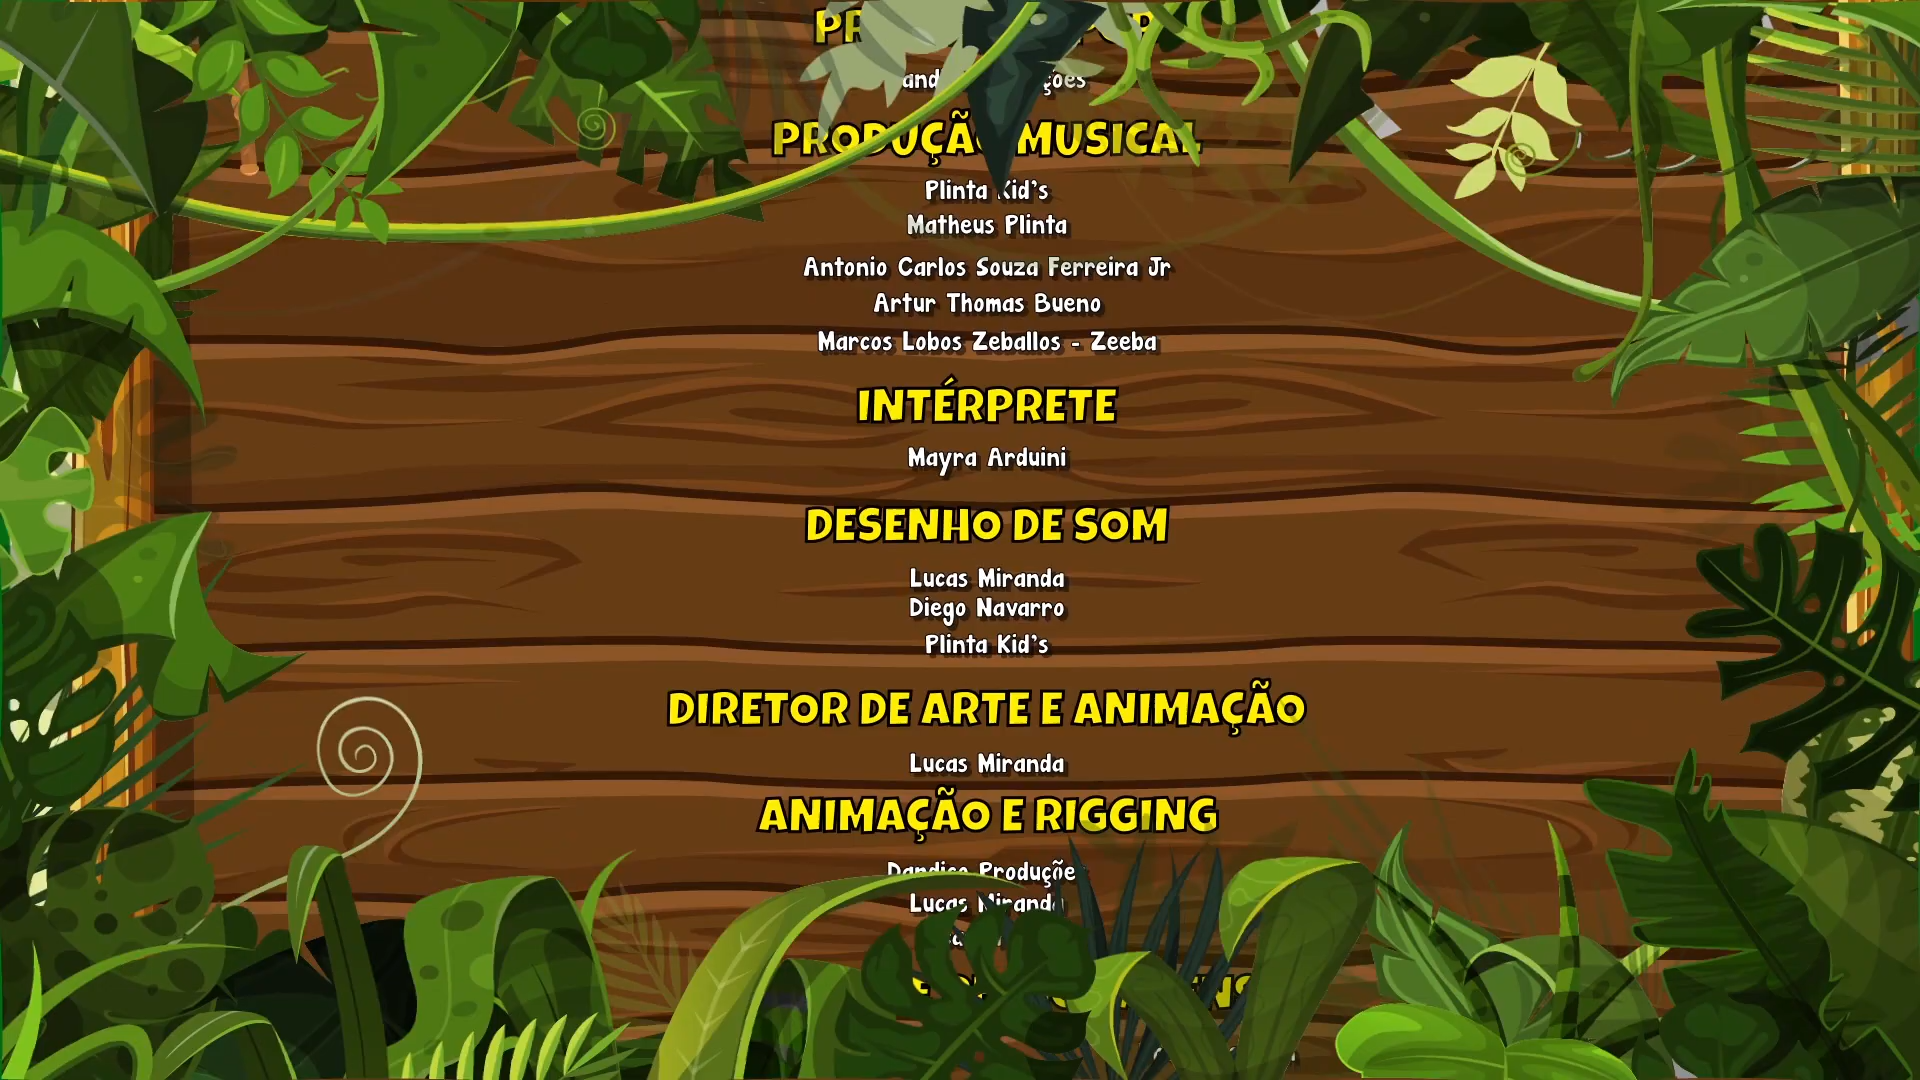 PRODUÇÃO MUSICAL
Plinta Kid's
Matheus Plinta
Antonio Carlos Souza Ferreira Jr
Artur Thomas Bueno
Marcos Lobos Zeballos - Zeeba
INTÉRPRETE
Mayra Arduini
DESENHO DE SOM
Lucas Miranda
Diego Navarro
Plinta Kid's
DIRETOR DE ARTE E ANIMAÇÃO
Lucas Miranda
ANIMAÇÃO E RIGGING
Produções
Lucas Miranda